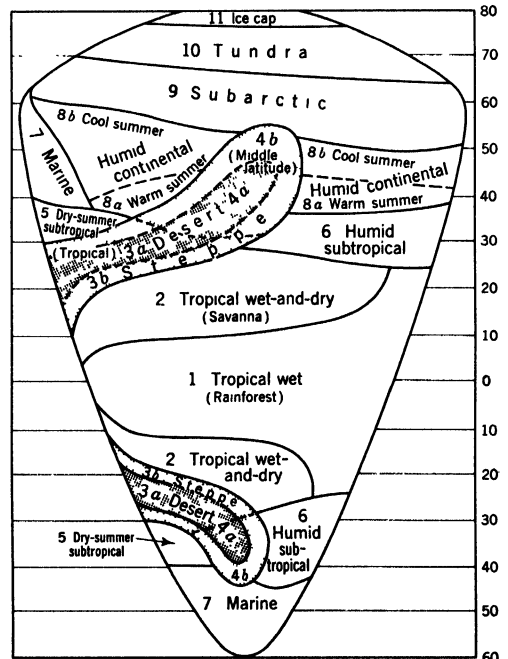 80
11 Ice cap
10 Tundra
70
9 Subarctic
60
8b Cool summer
4b
(Middle latitude)
8b Cool summer
50
7 Marine
Humid continental
Humid continental
8a Warm summer
8a Warm summer
40
5 Dry-summer
subtropical
(Tropical) 3a Desert 4a
3b Steppe
6 Humid
subtropical
30
2 Tropical wet-and-dry
(Savanna)
20
10
1 Tropical wet
(Rainforest)
0
10
2 Tropical wet-
and-dry
3b Steppe
20
3a Desert 4a
30
5 Dry-summer
subtropical
6
Humid
sub-
tropical
4b
40
7 Marine
50
60